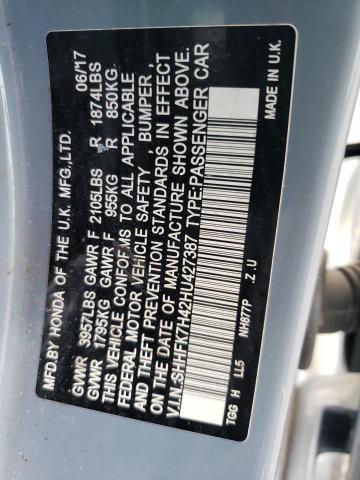 MFD.BY HONDA OF THE U.K. MFG.,LTD. 06/17
GVWR 3957LBS GAWR F 2105LBS R 1874LBS
GVWR 1795KG GAWR F 955KG R 850KG
THIS VEHICLE CONFORMS TO ALL APPLICABLE
FEDERAL MOTOR VEHICLE SAFETY, BUMPER,
AND THEFT PREVENTION STANDARDS IN EFFECT
ON THE DATE OF MANUFACTURE SHOWN ABOVE.
V.I.N:SHHFK7H42HU427387 TYPE:PASSENGER CAR
TGG H LL5 NH877P .Z.U
MADE IN U.K.